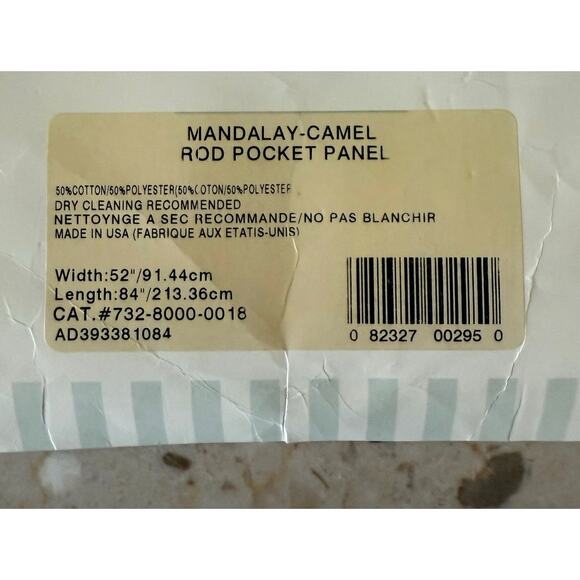 MANDALAY-CAMEL
ROD POCKET PANEL
50%COTTON/50%POLYESTER(50%COTON/50%POLYESTER
DRY CLEANING RECOMMENDED
NETTOYNGE A SEC RECOMMANDE/NO PAS BLANCHIR
MADE IN USA (FABRIQUE AUX ETATIS-UNIS)
Width:52"/91.44cm
Length:84"/213.36cm
CAT.#732-8000-0018
AD393381084
0 82327 00295 0